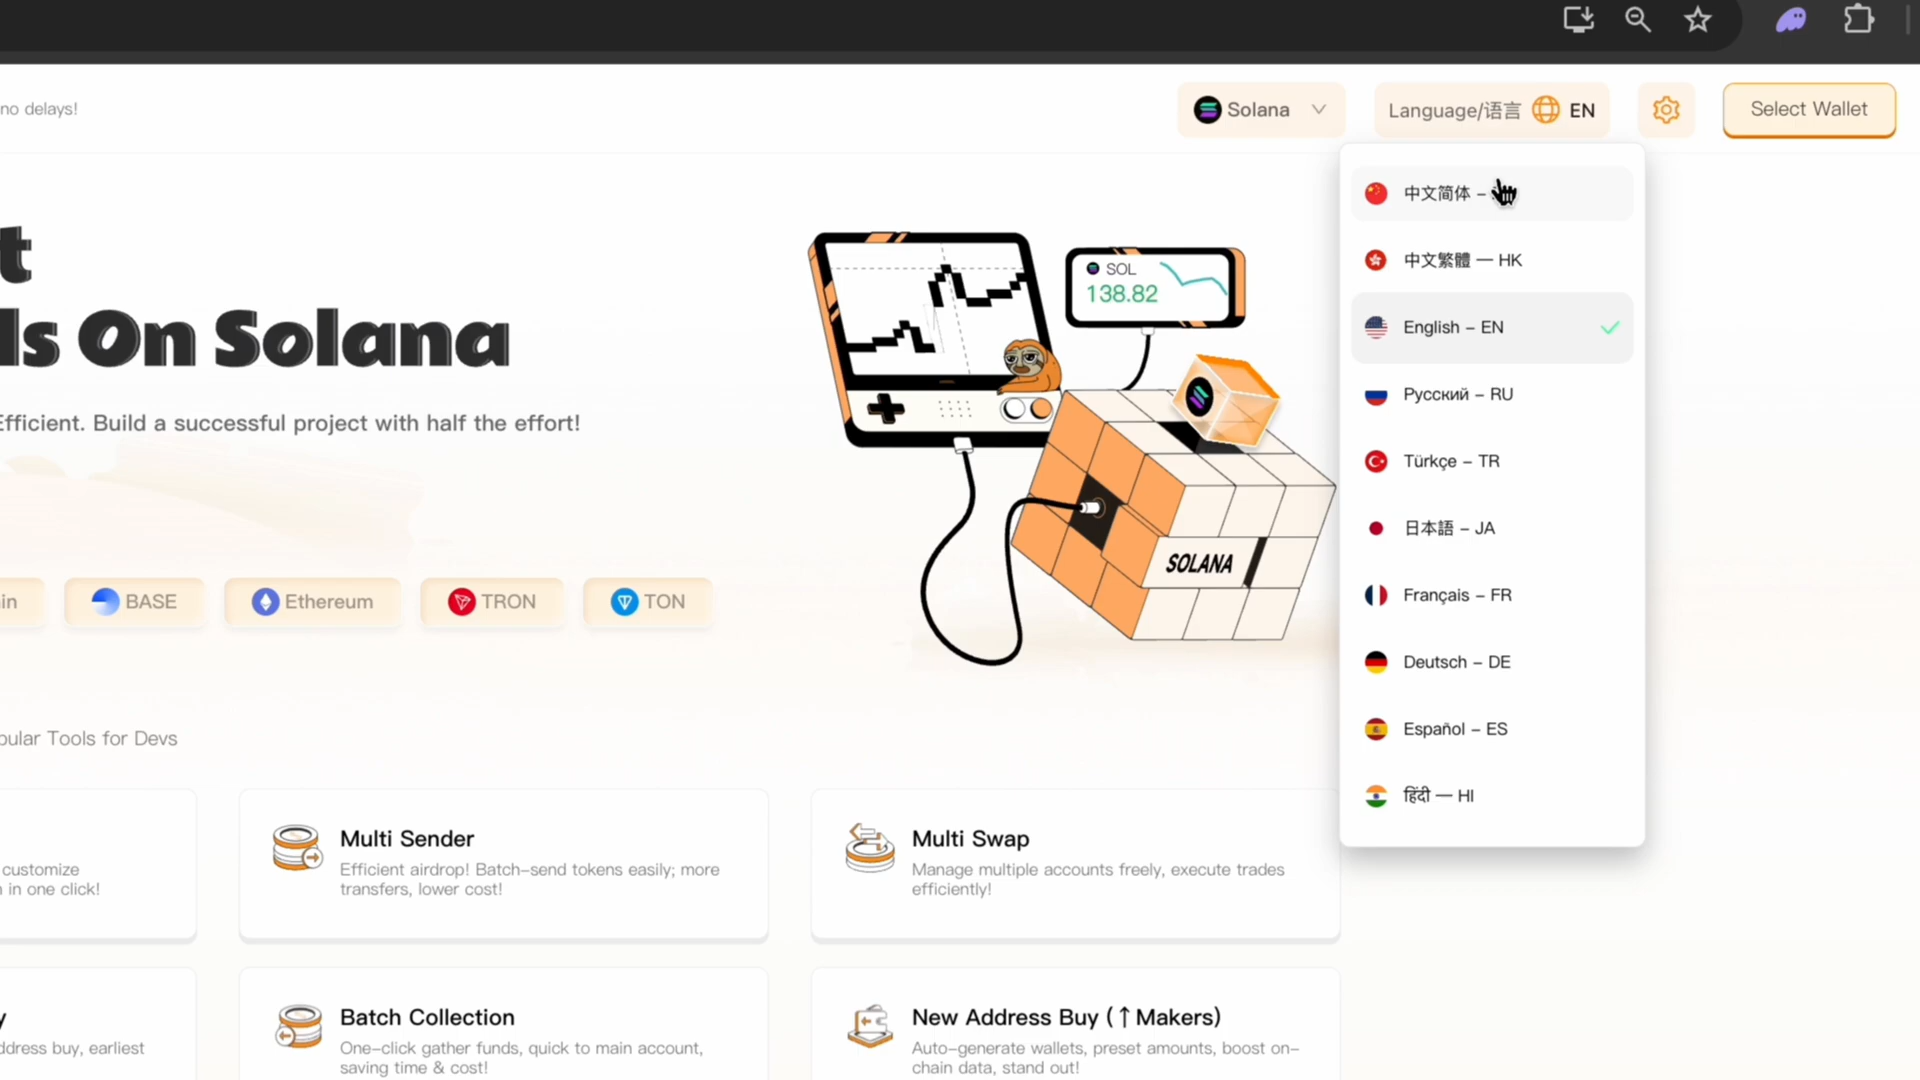 no delays!
Solana
Language/语言 EN
Select Wallet
中文简体 –
中文繁體 — HK
English – EN
Русский – RU
Türkçe – TR
日本語 – JA
Français – FR
Deutsch – DE
Español – ES
हिंदी — HI
t
ls On Solana
Efficient. Build a successful project with half the effort!
SOL
138.82
SOLANA
in
BASE
Ethereum
TRON
TON
pular Tools for Devs
customize
in one click!
Multi Sender
Efficient airdrop! Batch-send tokens easily; more
transfers, lower cost!
Multi Swap
Manage multiple accounts freely, execute trades
efficiently!
y
ddress buy, earliest
Batch Collection
One-click gather funds, quick to main account,
saving time & cost!
New Address Buy (↑Makers)
Auto-generate wallets, preset amounts, boost on-
chain data, stand out!